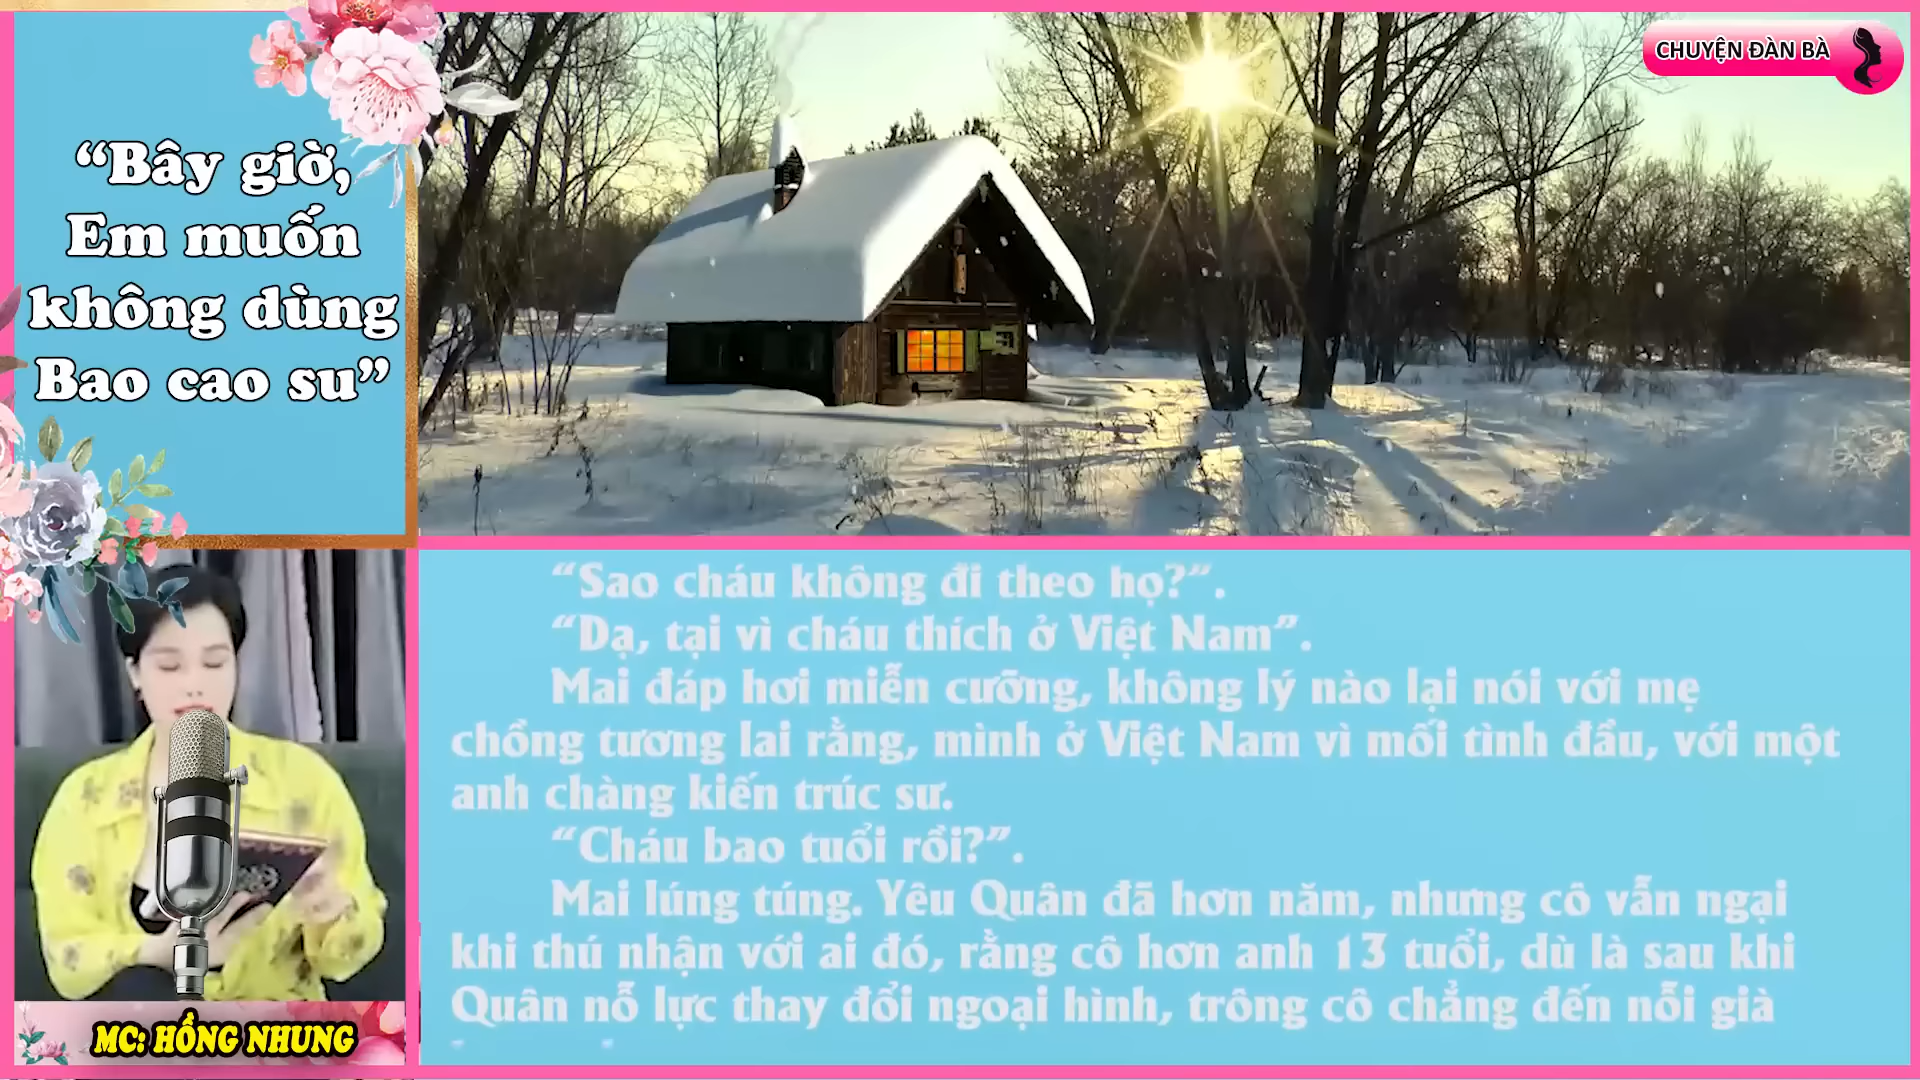 “Bây giờ,
Em muốn
không dùng
Bao cao su”
CHUYỆN ĐÀN BÀ
“Sao cháu không đi theo họ?”.
“Dạ, tại vì cháu thích ở Việt Nam”.
Mai đáp hơi miễn cưỡng, không lý nào lại nói với mẹ
chồng tương lai rằng, mình ở Việt Nam vì mối tình đầu, với một
anh chàng kiến trúc sư.
“Cháu bao tuổi rồi?”.
Mai lúng túng. Yêu Quân đã hơn năm, nhưng cô vẫn ngại
khi thú nhận với ai đó, rằng cô hơn anh 13 tuổi, dù là sau khi
Quân nỗ lực thay đổi ngoại hình, trông cô chẳng đến nỗi già
MC: HỒNG NHUNG